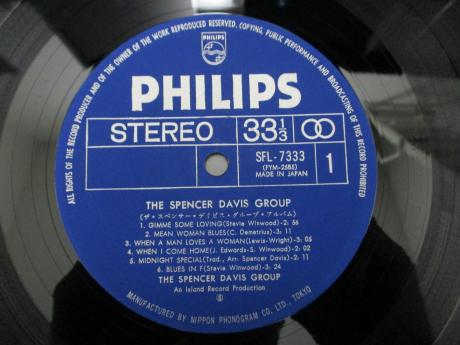 ALL RIGHTS OF THE RECORD PRODUCER AND OF THE OWNER OF THE WORK REPRODUCED RESERVED. COPYING, PUBLIC PERFORMANCE AND BROADCASTING OF THIS RECORD PROHIBITED
PHILIPS
PHILIPS
STEREO 33 1/3
SFL-7333
(FYM-2585)
MADE IN JAPAN
1
THE SPENCER DAVIS GROUP
(ザ・スペンサー・デイビス・グループ・アルバム)
1. GIMME SOME LOVING(Stevie Winwood)-2: 56
2. MEAN WOMAN BLUES(C. Demetrius)-3: 11
3. WHEN A MAN LOVES A WOMAN(Lewis-Wright)-3: 05
4. WHEN I COME HOME(J. Edwards-S. Winwood)-2: 02
5. MIDNIGHT SPECIAL(Trad., Arr: Spencer Davis)-2: 11
6. BLUES IN F(Stevie Winwood)-3: 24
THE SPENCER DAVIS GROUP
An Island Record Production
MANUFACTURED BY NIPPON PHONOGRAM CO., LTD., TOKYO